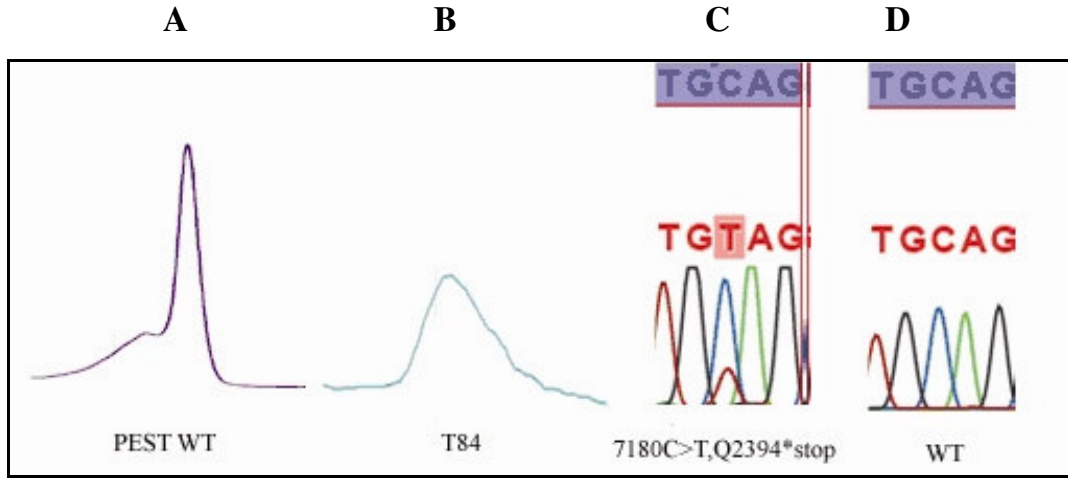 A B C D
TGCAG TGCAG
TGTAG TGCAG
PEST WT T84 7180C>T,Q2394*stop WT